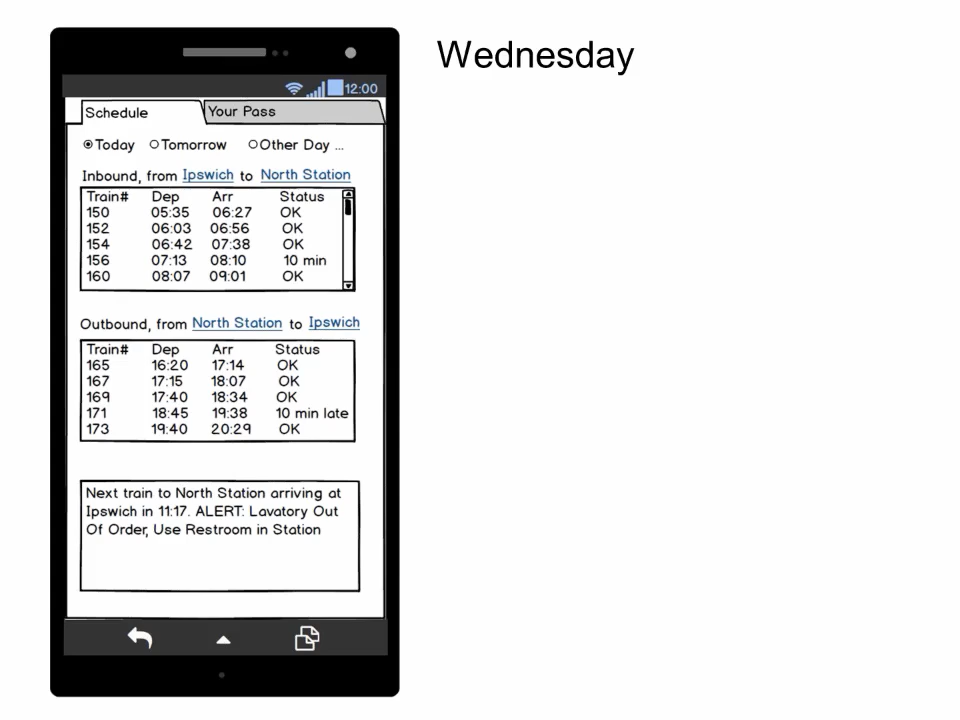 Wednesday
12:00
Schedule
Your Pass
Today Tomorrow Other Day ...
Inbound, from Ipswich to North Station
Train# Dep Arr Status
150 05:35 06:27 OK
152 06:03 06:56 OK
154 06:42 07:38 OK
156 07:13 08:10 10 min
160 08:07 09:01 OK
Outbound, from North Station to Ipswich
Train# Dep Arr Status
165 16:20 17:14 OK
167 17:15 18:07 OK
169 17:40 18:34 OK
171 18:45 19:38 10 min late
173 19:40 20:29 OK
Next train to North Station arriving at
Ipswich in 11:17. ALERT: Lavatory Out
Of Order, Use Restroom in Station